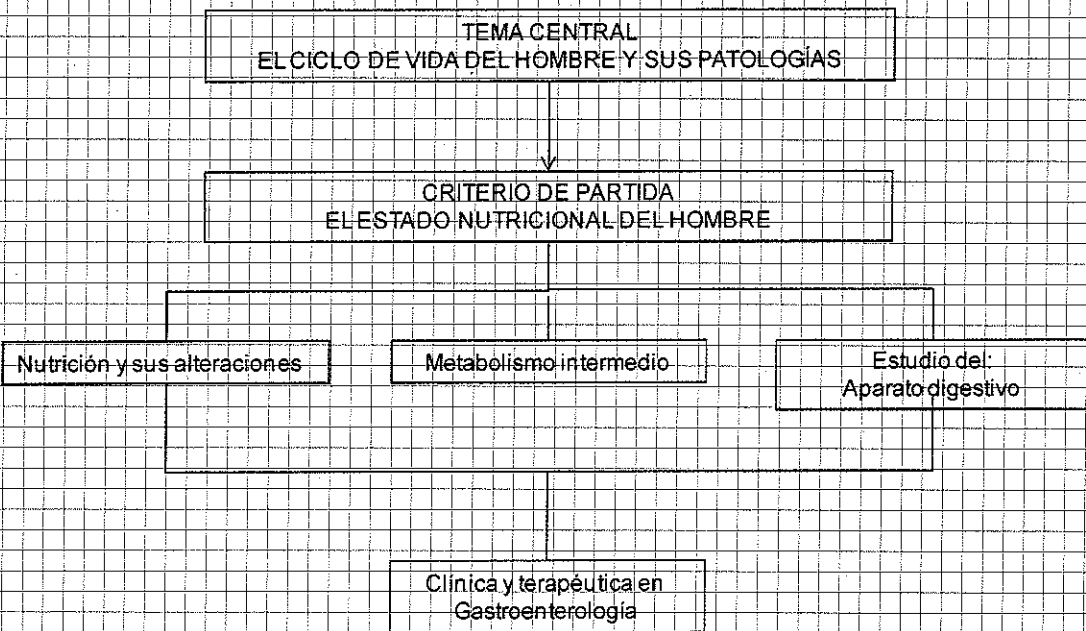 TEMA CENTRAL
EL CICLO DE VIDA DEL HOMBRE Y SUS PATOLOGÍAS
CRITERIO DE PARTIDA
EL ESTADO NUTRICIONAL DEL HOMBRE
Nutrición y sus alteraciones
Metabolismo intermedio
Estudio del:
Aparato digestivo
Clínica y terapéutica en
Gastroenterología